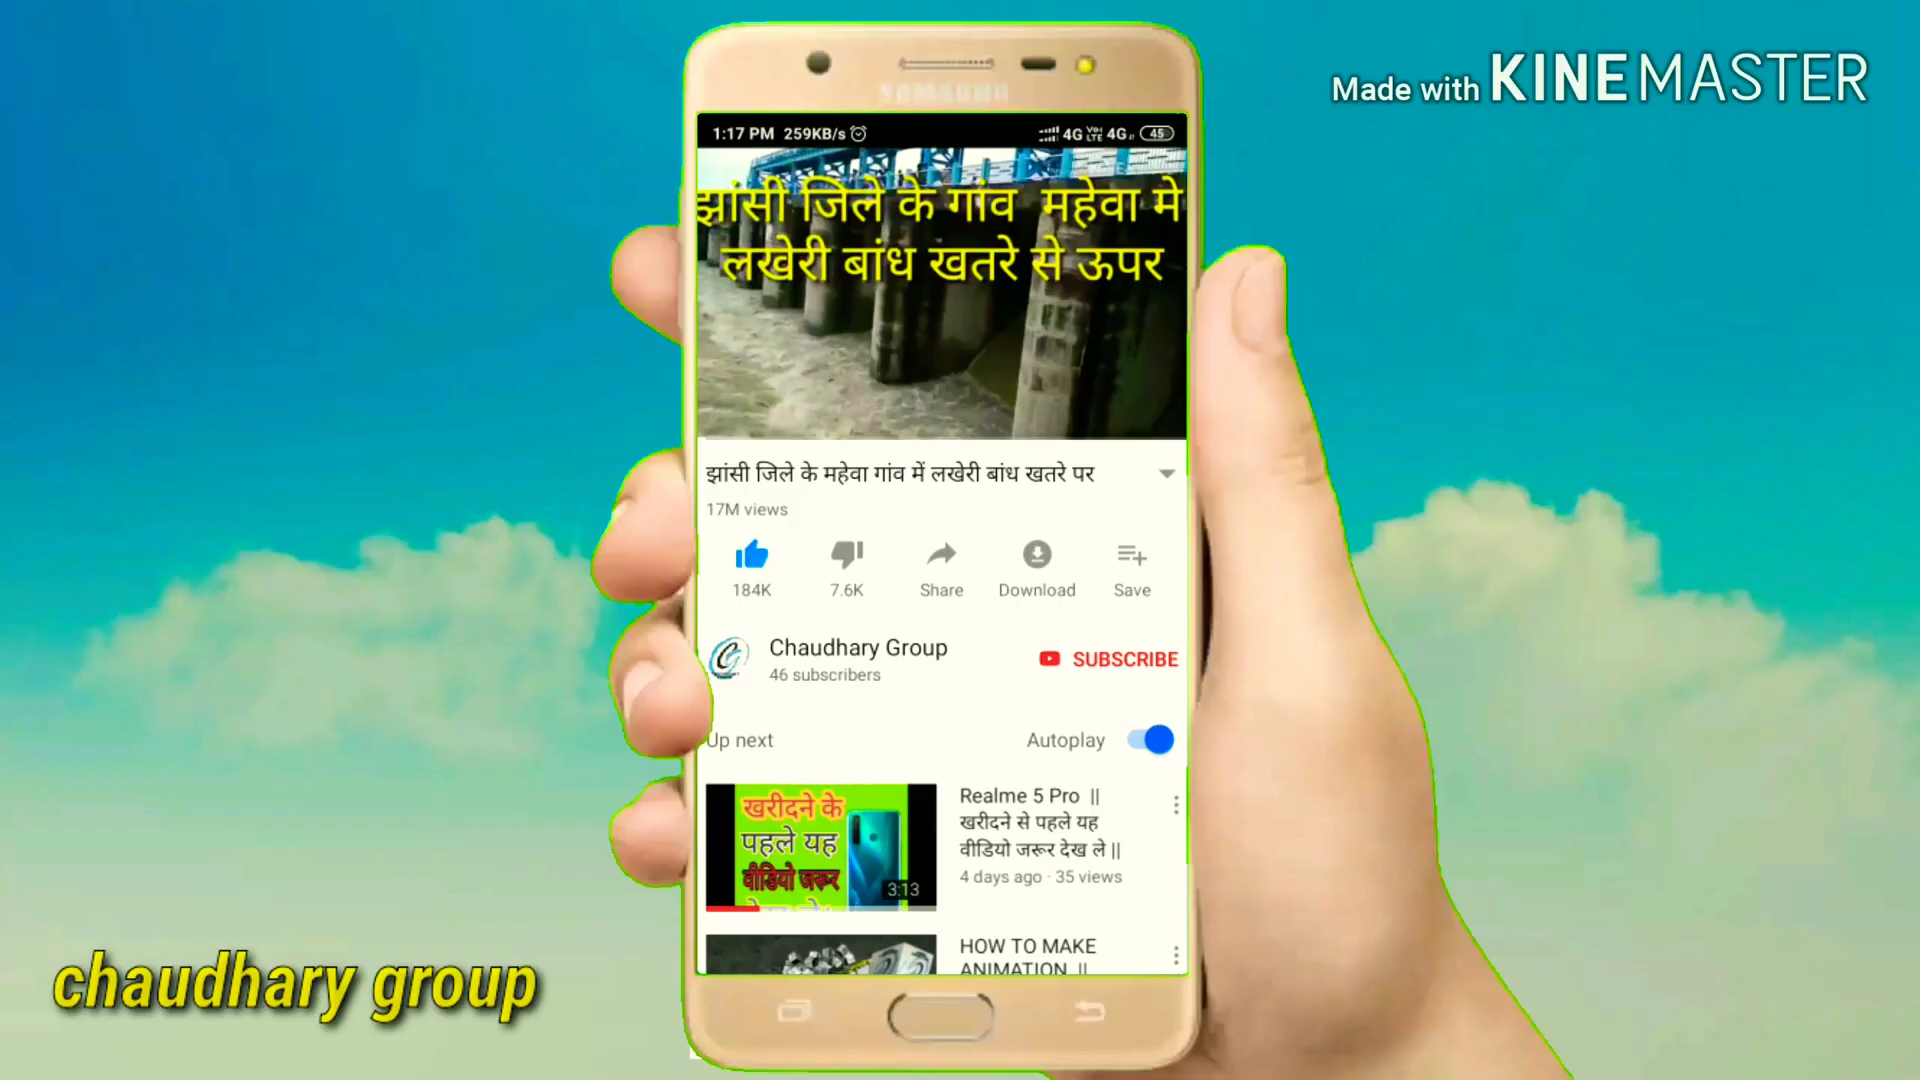 Made with KINEMASTER
SAMSUNG
1:17 PM 259KB/s 4G VoLTE 4G 45
झांसी जिले के गांव महेवा मे
लखेरी बांध खतरे से ऊपर
झांसी जिले के महेवा गांव में लखेरी बांध खतरे पर
17M views
184K 7.6K Share Download Save
Chaudhary Group
46 subscribers
SUBSCRIBE
Up next Autoplay
खरीदने के
पहले यह
वीडियो जरूर
3:13
Realme 5 Pro ||
खरीदने से पहले यह
वीडियो जरूर देख ले ||
4 days ago · 35 views
HOW TO MAKE
ANIMATION ||
chaudhary group